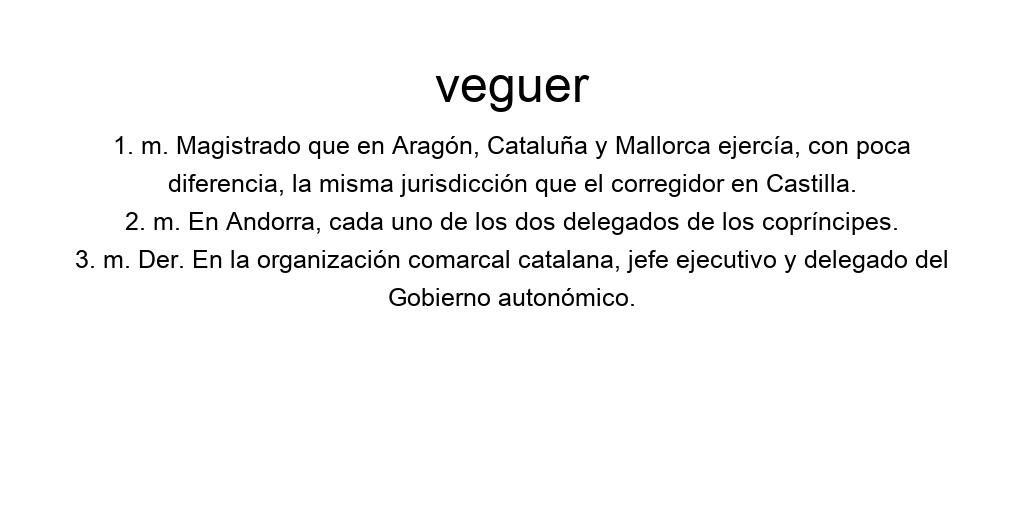 veguer
1. m. Magistrado que en Aragón, Cataluña y Mallorca ejercía, con poca
diferencia, la misma jurisdicción que el corregidor en Castilla.
2. m. En Andorra, cada uno de los dos delegados de los copríncipes.
3. m. Der. En la organización comarcal catalana, jefe ejecutivo y delegado del
Gobierno autonómico.